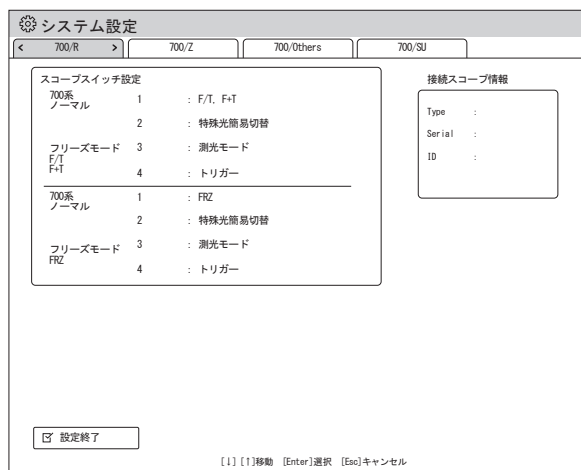 システム設定
< 700/R > 700/Z 700/Others 700/SU
スコープスイッチ設定
700系
ノーマル
1 : F/T, F+T
2 : 特殊光簡易切替
フリーズモード
F/T
F+T
3 : 測光モード
4 : トリガー
700系
ノーマル
1 : FRZ
2 : 特殊光簡易切替
フリーズモード
FRZ
3 : 測光モード
4 : トリガー
接続スコープ情報
Type :
Serial :
ID :
設定終了
[↓][↑]移動 [Enter]選択 [Esc]キャンセル